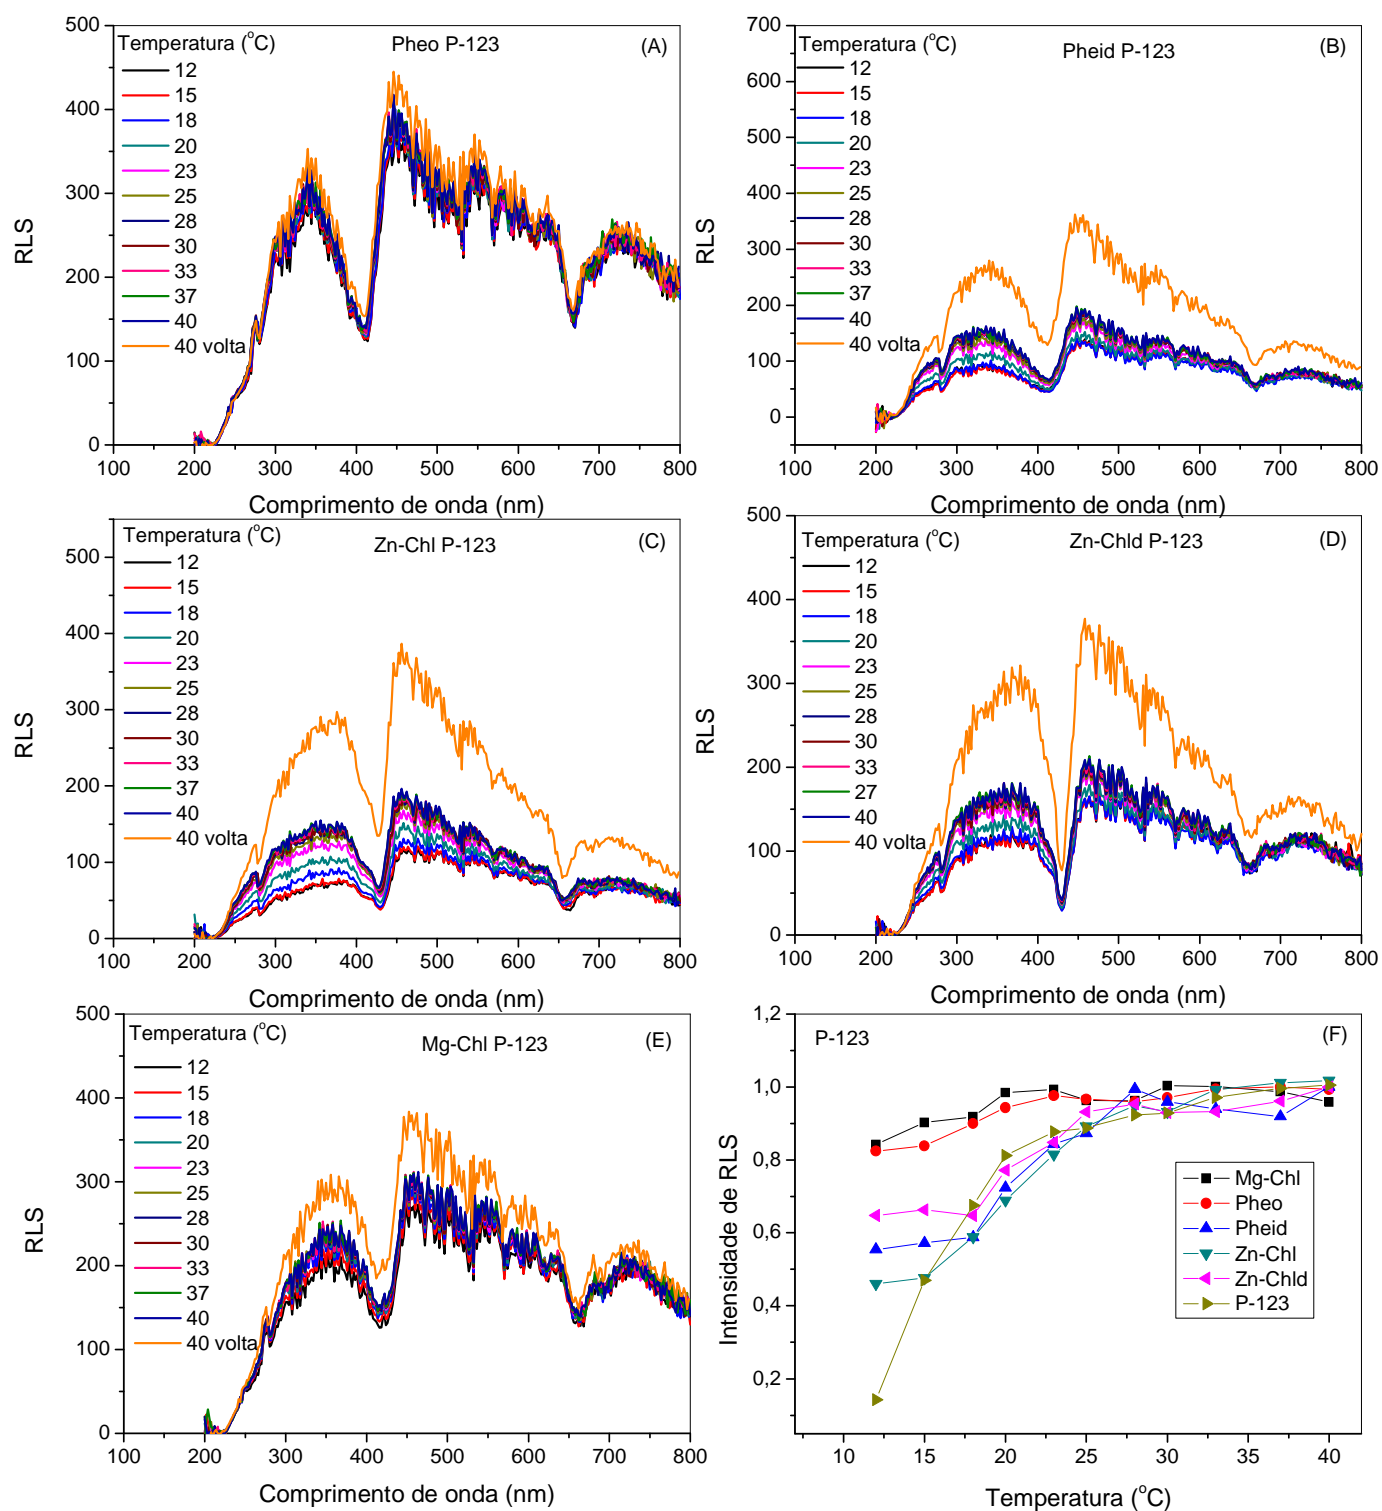 Temperatura (°C)
Pheo P-123
(A)
12
15
18
20
23
25
28
30
33
37
40
40 volta
500
400
300
200
100
0
RLS
100 200 300 400 500 600 700 800
Comprimento de onda (nm)
Temperatura (°C)
Pheid P-123
(B)
12
15
18
20
23
25
28
30
33
37
40
40 volta
700
600
500
400
300
200
100
0
RLS
100 200 300 400 500 600 700 800
Comprimento de onda (nm)
Temperatura (°C)
Zn-Chl P-123
(C)
12
15
18
20
23
25
28
30
33
37
40
40 volta
500
400
300
200
100
0
RLS
100 200 300 400 500 600 700 800
Comprimento de onda (nm)
Temperatura (°C)
Zn-Chld P-123
(D)
12
15
18
20
23
25
28
30
33
27
40
40 volta
500
400
300
200
100
0
RLS
100 200 300 400 500 600 700 800
Comprimento de onda (nm)
Temperatura (°C)
Mg-Chl P-123
(E)
12
15
18
20
23
25
28
30
33
37
40
40 volta
500
400
300
200
100
0
RLS
100 200 300 400 500 600 700 800
Comprimento de onda (nm)
P-123
(F)
1,2
1,0
0,8
0,6
0,4
0,2
Intensidade de RLS
Mg-Chl
Pheo
Pheid
Zn-Chl
Zn-Chld
P-123
10 15 20 25 30 35 40
Temperatura (°C)